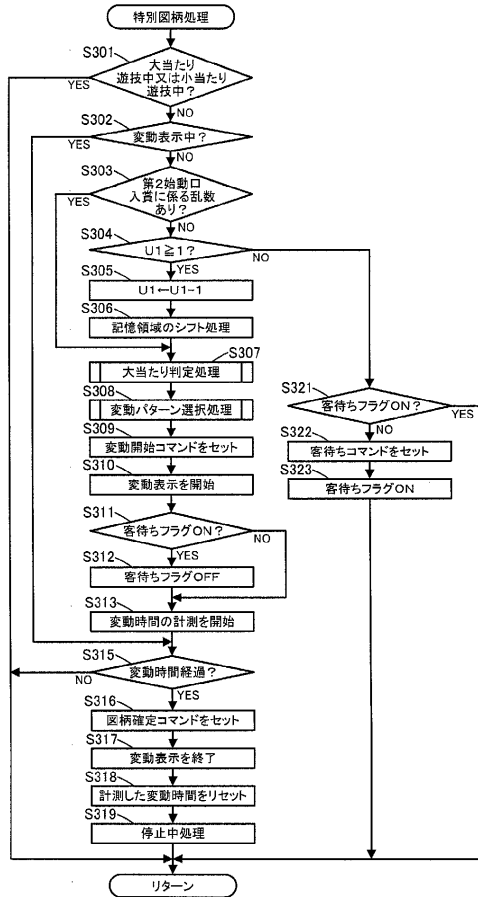 特別図柄処理
S301
大当たり
遊技中又は小当たり
遊技中?
YES
NO
S302
変動表示中?
YES
NO
S303
第2始動口
入賞に係る乱数
あり?
YES
NO
S304
U1≧1?
NO
YES
S305
U1←U1-1
S306
記憶領域のシフト処理
S307
大当たり判定処理
S308
変動パターン選択処理
S309
変動開始コマンドをセット
S310
変動表示を開始
S311
客待ちフラグON?
NO
YES
S312
客待ちフラグOFF
S313
変動時間の計測を開始
S315
変動時間経過?
NO
YES
S316
図柄確定コマンドをセット
S317
変動表示を終了
S318
計測した変動時間をリセット
S319
停止中処理
S321
客待ちフラグON?
YES
NO
S322
客待ちコマンドをセット
S323
客待ちフラグON
リターン